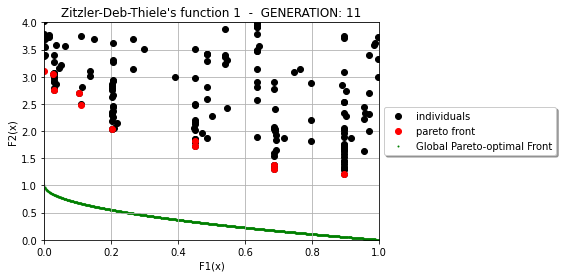 Zitzler-Deb-Thiele's function 1 - GENERATION: 11
4.0
3.5
3.0
2.5
2.0
1.5
1.0
0.5
0.0
F2(x)
0.0 0.2 0.4 0.6 0.8 1.0
F1(x)
individuals
pareto front
Global Pareto-optimal Front